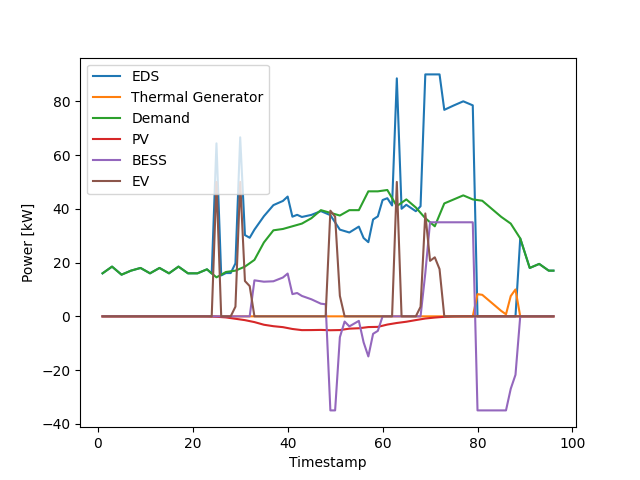 EDS
Thermal Generator
Demand
PV
BESS
EV
80
60
40
20
0
−20
−40
Power [kW]
0 20 40 60 80 100
Timestamp